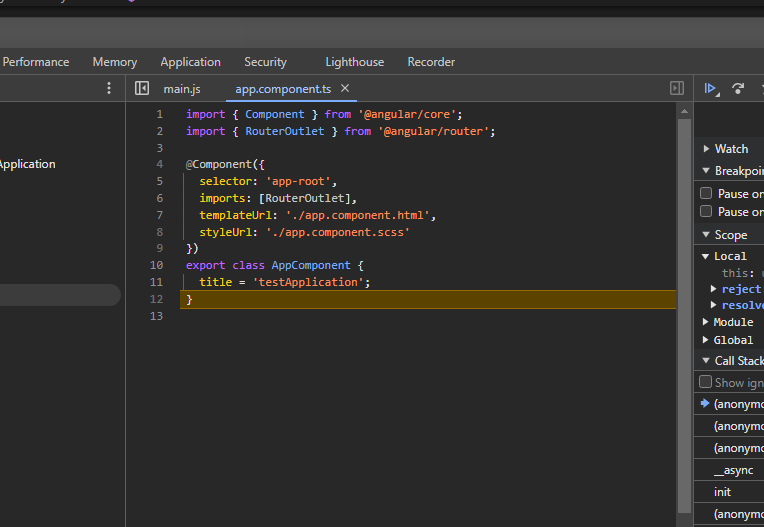 Performance Memory Application Security Lighthouse Recorder
main.js app.component.ts
Application
1 import { Component } from '@angular/core';
2 import { RouterOutlet } from '@angular/router';
3
4 @Component({
5 selector: 'app-root',
6 imports: [RouterOutlet],
7 templateUrl: './app.component.html',
8 styleUrl: './app.component.scss'
9 })
10 export class AppComponent {
11 title = 'testApplication';
12 }
13
Watch
Breakpoi
Pause on
Pause on
Scope
Local
this: u
reject
resolve
Module
Global
Call Stack
Show ign
(anonymo
(anonymo
(anonymo
__async
init
(anonymo